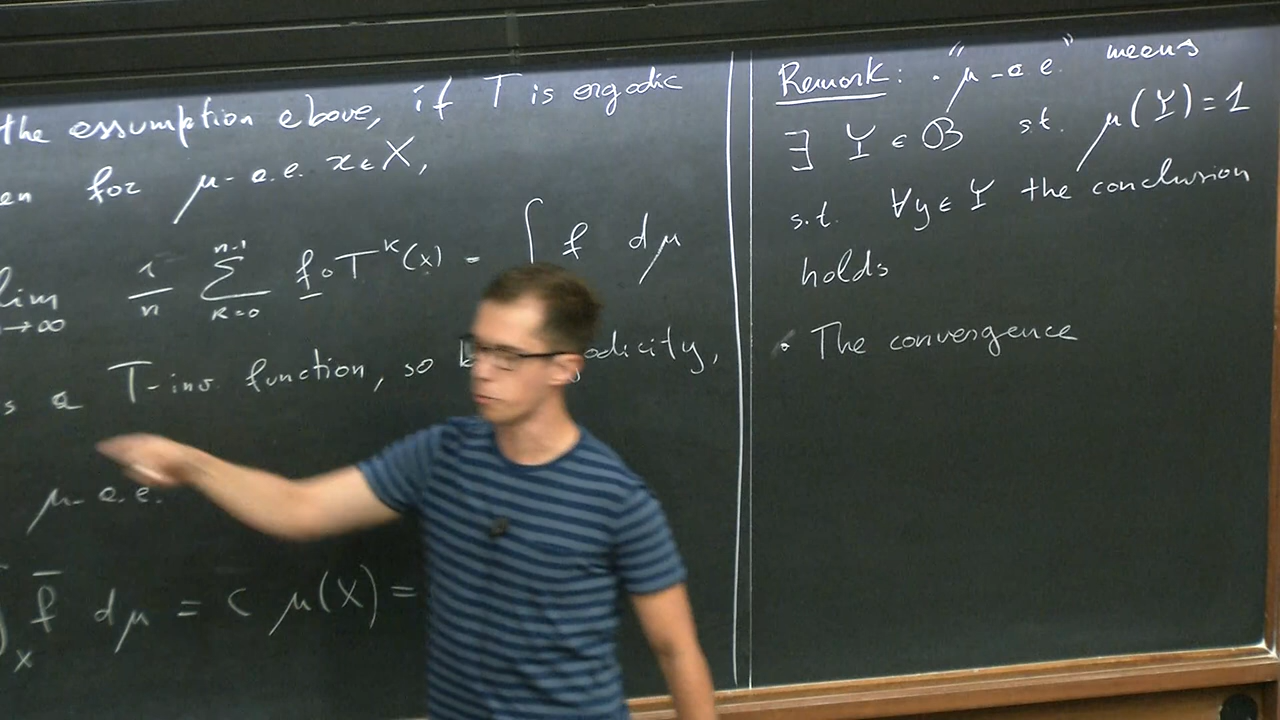 the assumption above, if T is ergodic
en for μ-a.e. x∈X,
lim n→∞ 1/n ∑_{k=0}^{n-1} f∘T^k(x) = ∫ f dμ
s a T-inv. function, so b odicity,
μ-a.e.
∫_X f̄ dμ = c μ(X) =
Remark: • "μ-a.e." means
∃ Y ∈ B st. μ(Y)=1
s.t. ∀y∈Y the conclusion
holds
• The convergence